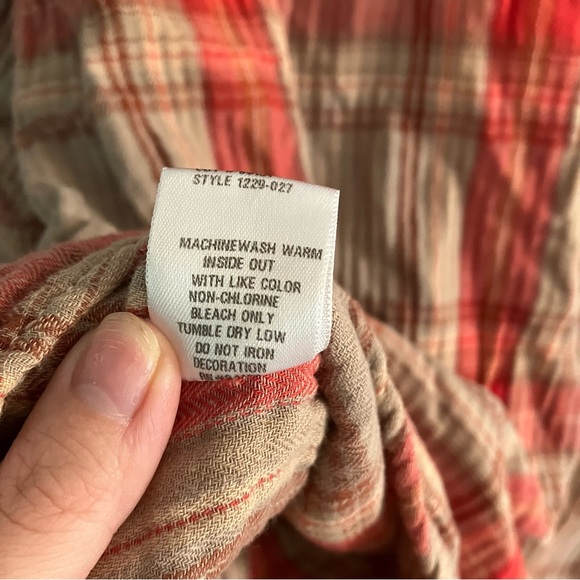 STYLE 1229-027
MACHINEWASH WARM
INSIDE OUT
WITH LIKE COLOR
NON-CHLORINE
BLEACH ONLY
TUMBLE DRY LOW
DO NOT IRON
DECORATION